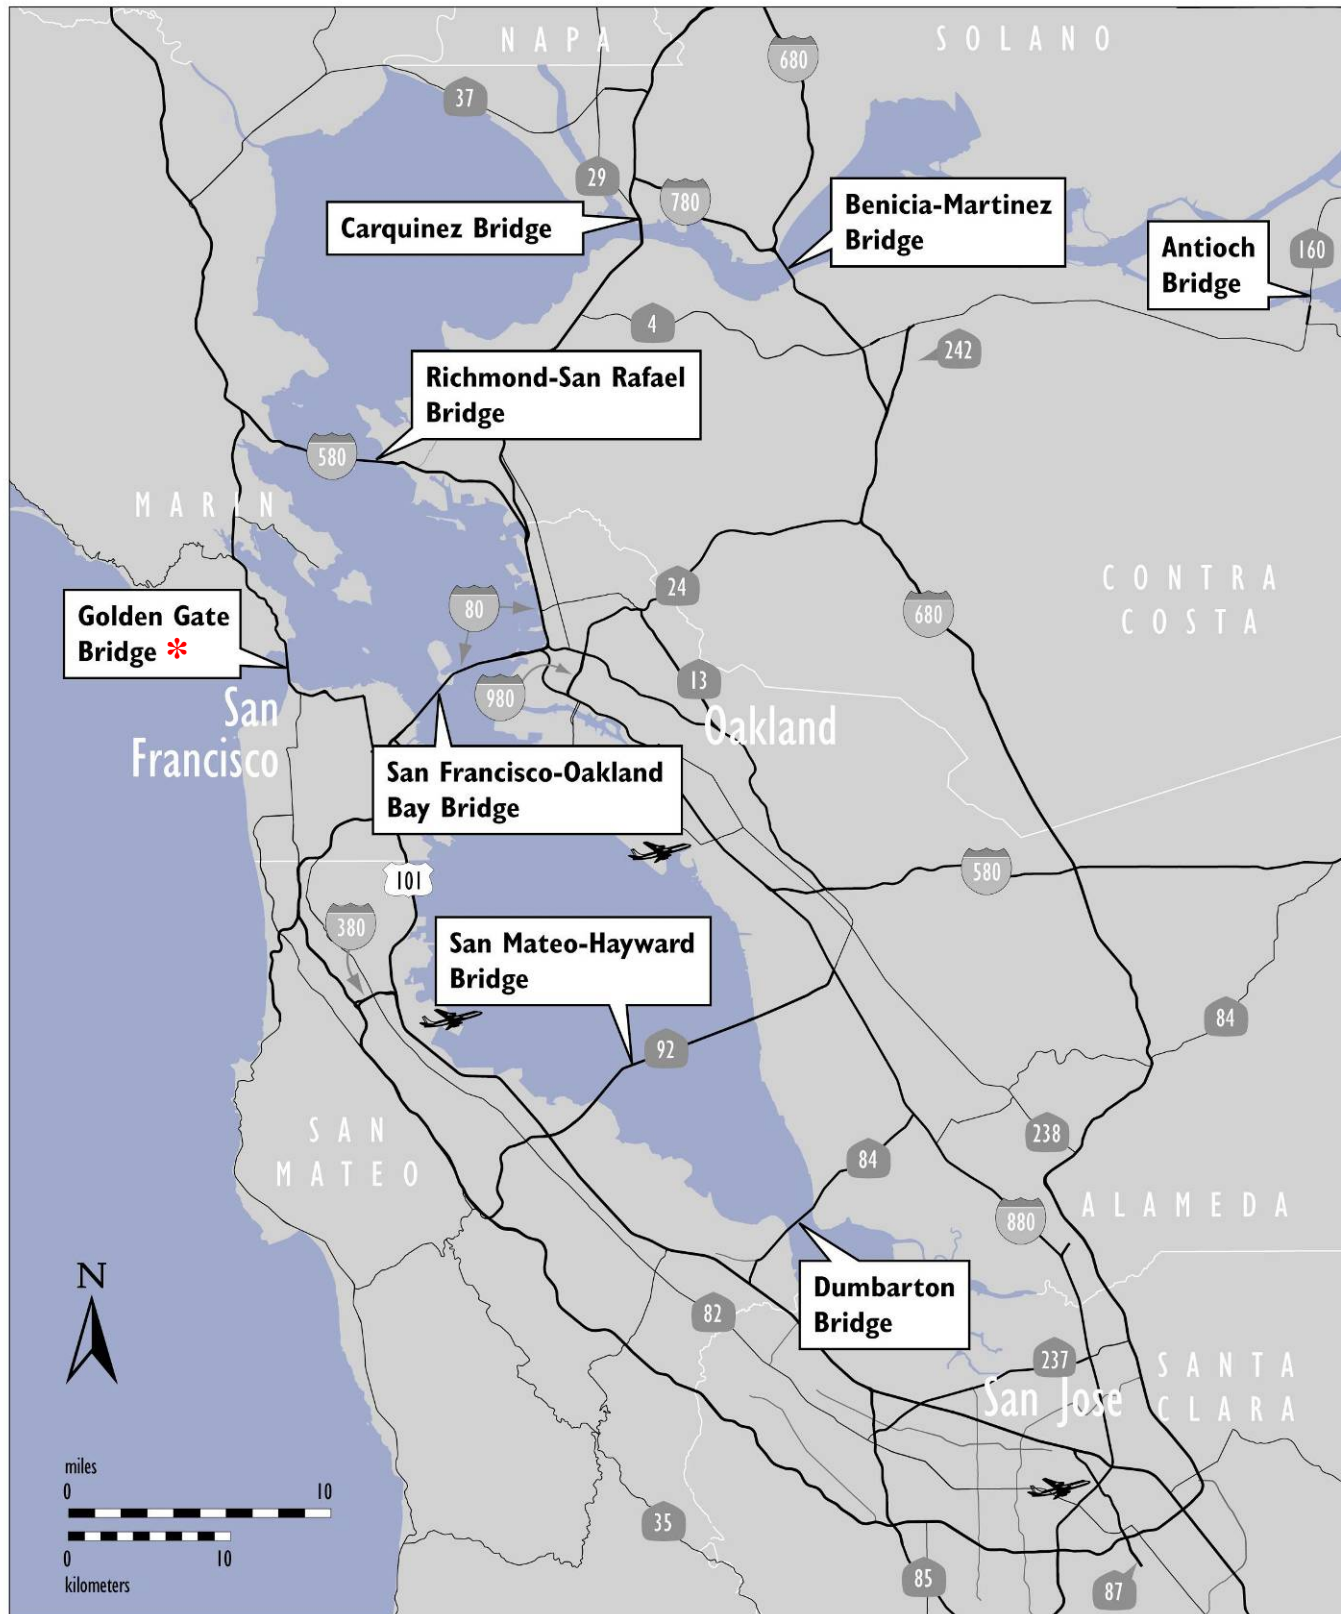 NAPA
SOLANO
680
37
29
780
Carquinez Bridge
Benicia-Martinez
Bridge
Antioch
Bridge
160
4
242
Richmond-San Rafael
Bridge
580
MARIN
80
24
680
CONTRA
COSTA
Golden Gate
Bridge *
980
13
San
Francisco
Oakland
San Francisco-Oakland
Bay Bridge
101
580
380
San Mateo-Hayward
Bridge
92
84
SAN
MATEO
84
238
880
ALAMEDA
N
Dumbarton
Bridge
82
237
San Jose
SANTA
CLARA
miles
0 10
0 10
kilometers
35
85
87